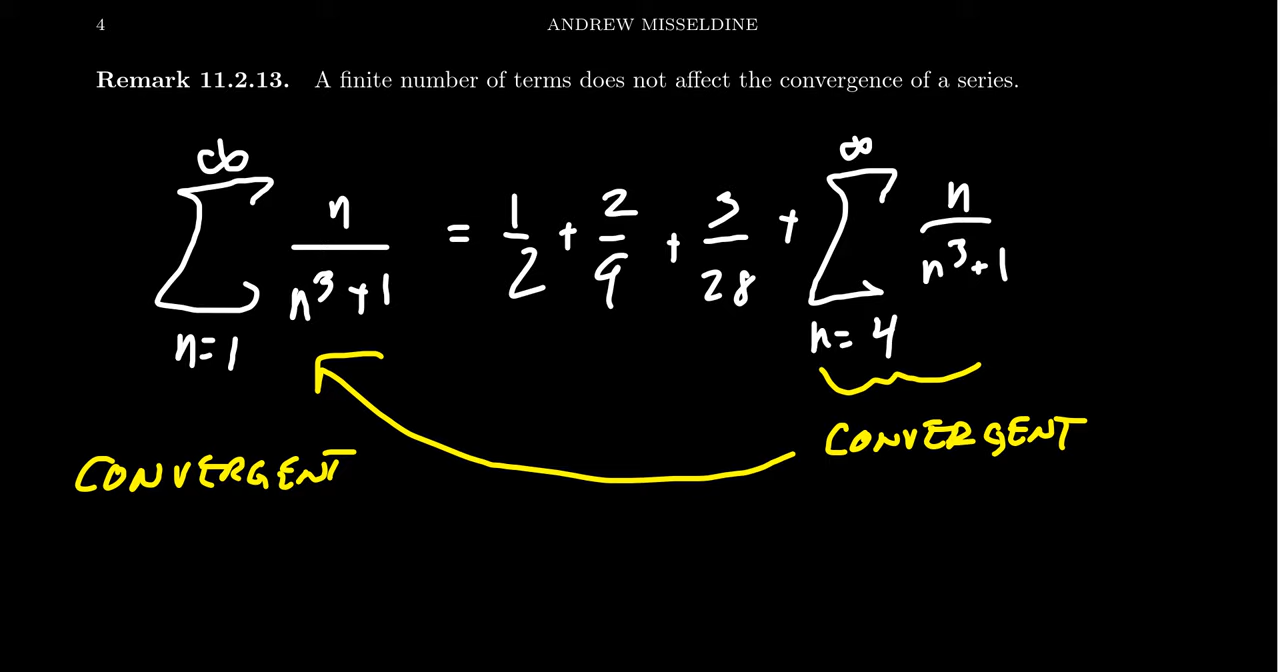 4 ANDREW MISSELDINE
Remark 11.2.13. A finite number of terms does not affect the convergence of a series.
∞ ∑ n=1 n/(n³+1) = 1/2 + 2/9 + 3/28 + ∞ ∑ n=4 n/(n³+1)
CONVERGENT
CONVERGENT